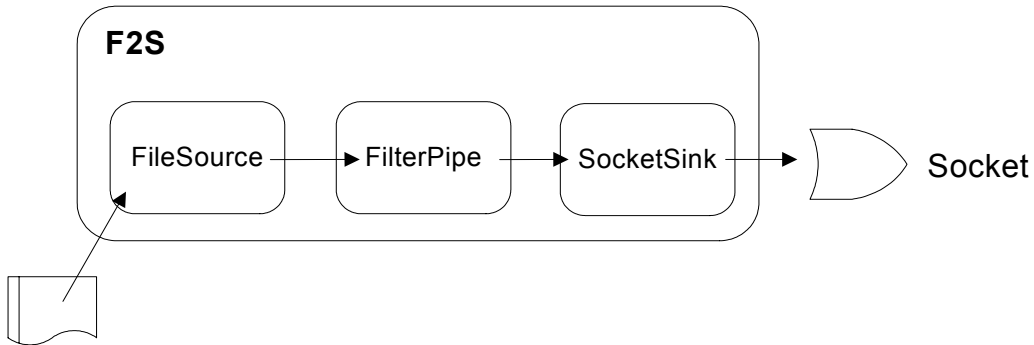 F2S
FileSource
FilterPipe
SocketSink
Socket